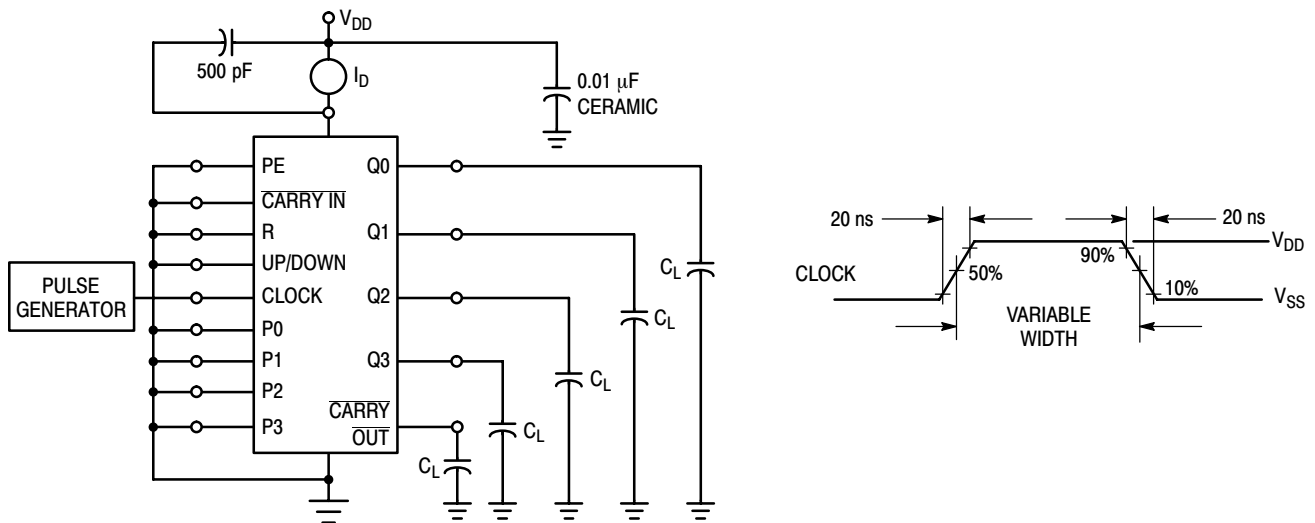 V_DD
500 pF
I_D
0.01 μF
CERAMIC
PE
CARRY IN
R
UP/DOWN
CLOCK
P0
P1
P2
P3
Q0
Q1
Q2
Q3
CARRY
OUT
PULSE
GENERATOR
C_L
C_L
C_L
C_L
C_L
20 ns
20 ns
CLOCK
50%
90%
10%
V_DD
V_SS
VARIABLE
WIDTH